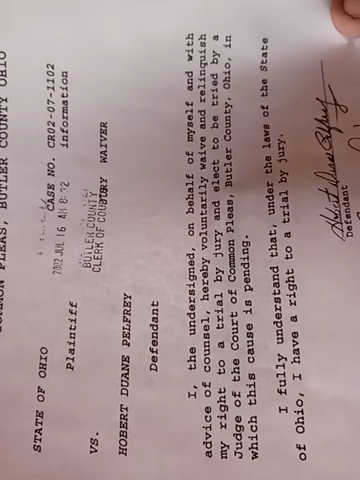 COMMON PLEAS, BUTLER COUNTY OHIO
STATE OF OHIO
Plaintiff
VS.
HOBERT DUANE PELFREY
Defendant
CASE NO. CR02-07-1102
information
2002 JUL 16 AM 8:
BUTLER COUNTY
CLERK OF COURTS
JURY WAIVER
I, the undersigned, on behalf of myself and with
advice of counsel, hereby voluntarily waive and relinquish
my right to a trial by jury and elect to be tried by a
Judge of the Court of Common Pleas, Butler County, Ohio, in
which this cause is pending.
I fully understand that, under the laws of the State
of Ohio, I have a right to a trial by jury.
Defendant